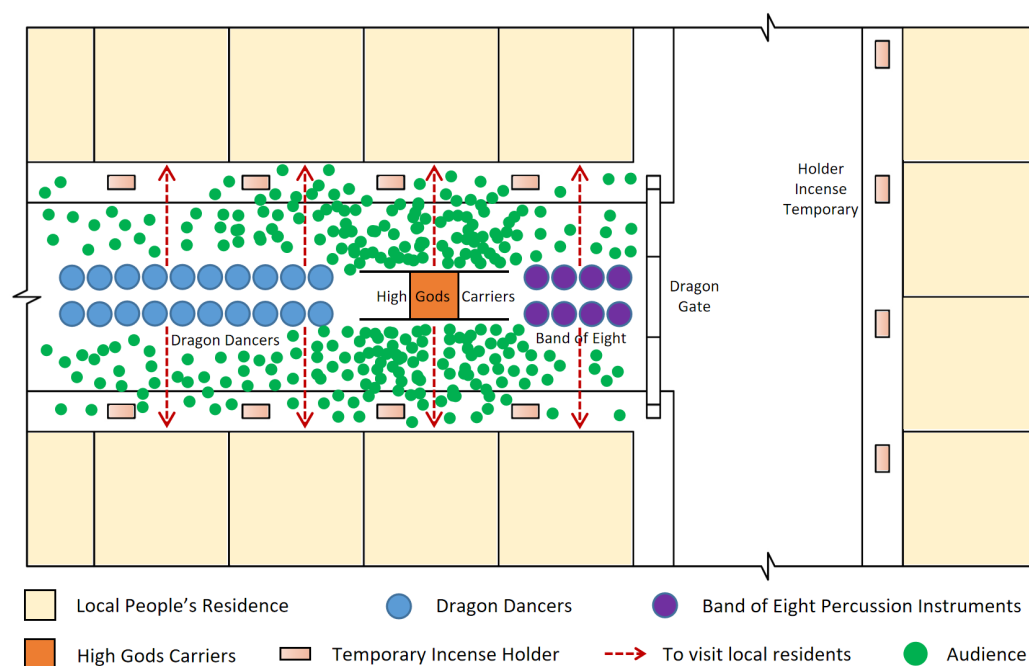 Holder
Incense
Temporary
High Gods Carriers
Dragon
Gate
Dragon Dancers
Band of Eight
Local People's Residence
Dragon Dancers
Band of Eight Percussion Instruments
High Gods Carriers
Temporary Incense Holder
To visit local residents
Audience